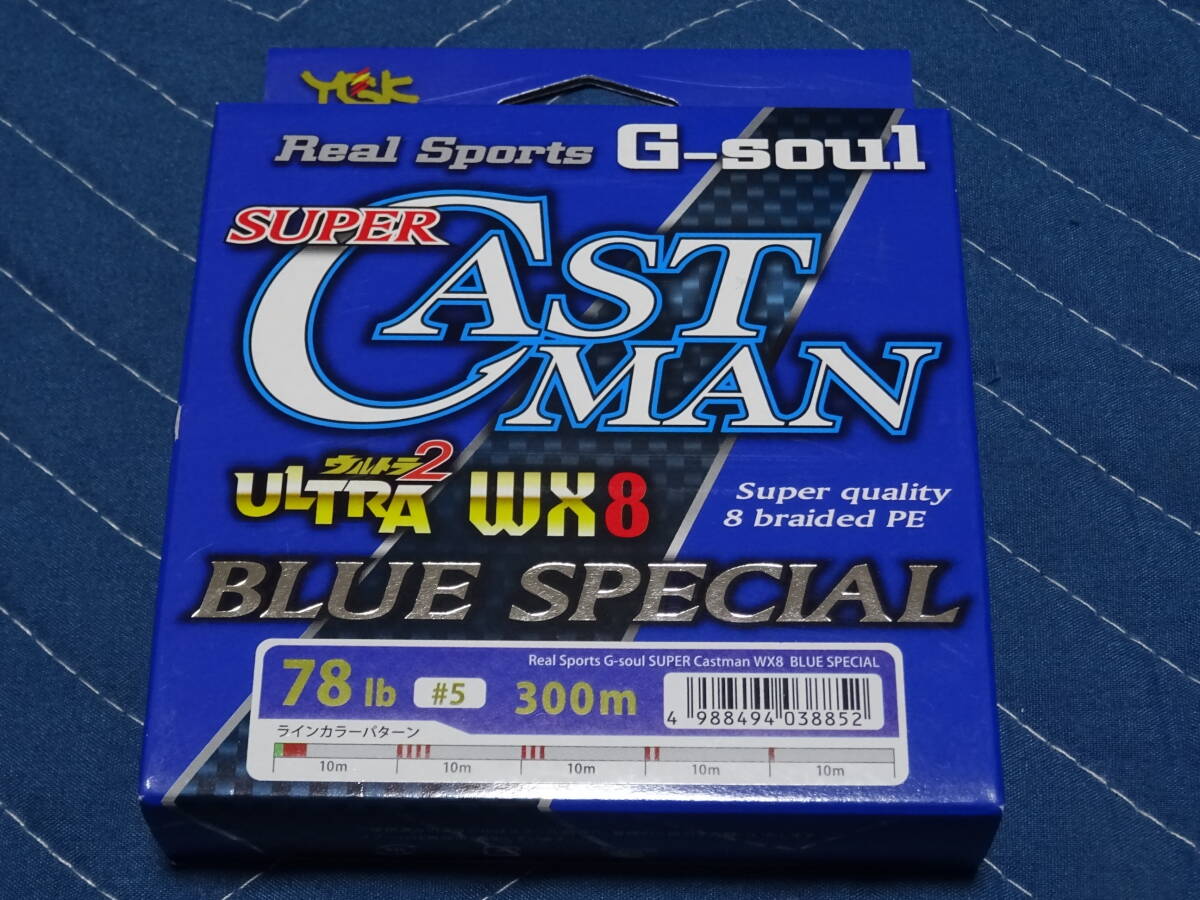 YGK
Real Sports G-soul
SUPER CAST MAN
ウルトラ2
ULTRA WX8
Super quality
8 braided PE
BLUE SPECIAL
Real Sports G-soul SUPER Castman WX8 BLUE SPECIAL
78 lb #5 300m
4 988494 038852
ラインカラーパターン
10m 10m 10m 10m 10m